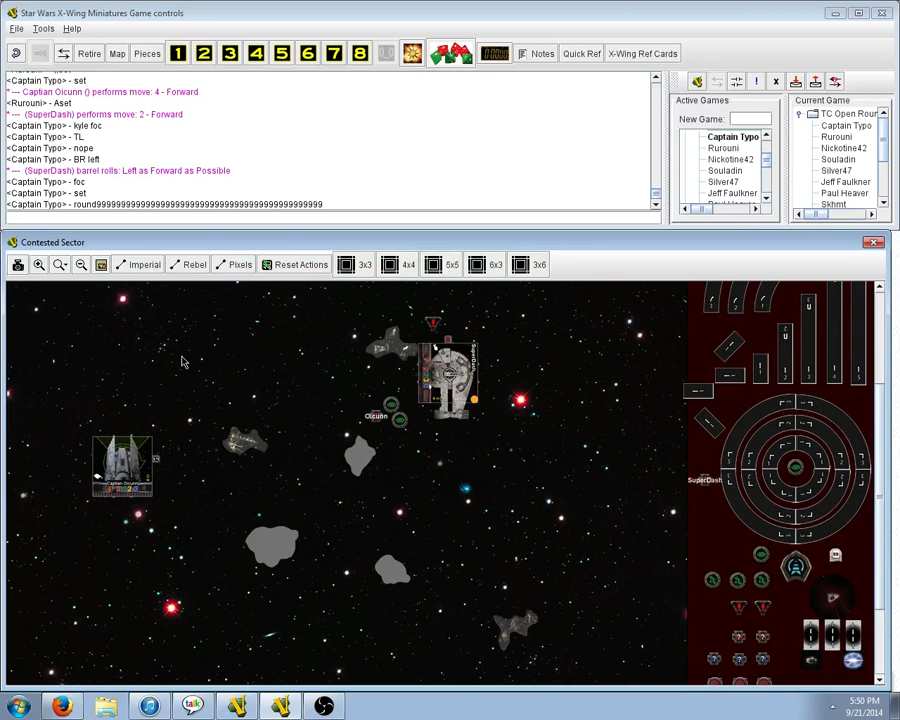 Star Wars X-Wing Miniatures Game controls
File Tools Help
Retire Map Pieces 1 2 3 4 5 6 7 8 Notes Quick Ref X-Wing Ref Cards
<Captain Typo> - set
* --- Captian Oicunn () performs move: 4 - Forward
<Rurouni> - Aset
* --- (SuperDash) performs move: 2 - Forward
<Captain Typo> - kyle foc
<Captain Typo> - TL
<Captain Typo> - nope
<Captain Typo> - BR left
* --- (SuperDash) barrel rolls: Left as Forward as Possible
<Captain Typo> - foc
<Captain Typo> - set
Active Games
New Game:
Captain Typo
Rurouni
Nickotine42
Souladin
Silver47
Jeff Faulkner
Current Game
TC Open Roun
Captain Typo
Rurouni
Nickotine42
Souladin
Silver47
Jeff Faulkner
Paul Heaver
Skhmt
Contested Sector
Imperial Rebel Pixels Reset Actions 3x3 4x4 5x5 6x3 3x6
SuperDash
Oicunn
Captain Oicunn
SuperDash
5:50 PM
talk
9/21/2014